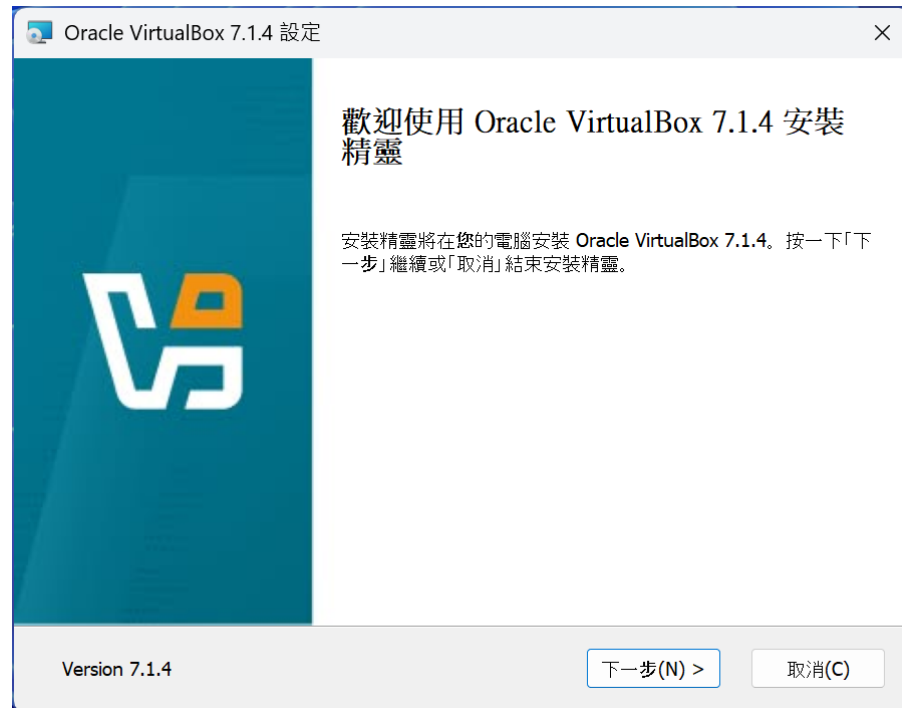 Oracle VirtualBox 7.1.4 設定
歡迎使用 Oracle VirtualBox 7.1.4 安裝
精靈
安裝精靈將在您的電腦安裝 Oracle VirtualBox 7.1.4。按一下「下
一步」繼續或「取消」結束安裝精靈。
Version 7.1.4
下一步(N) >
取消(C)